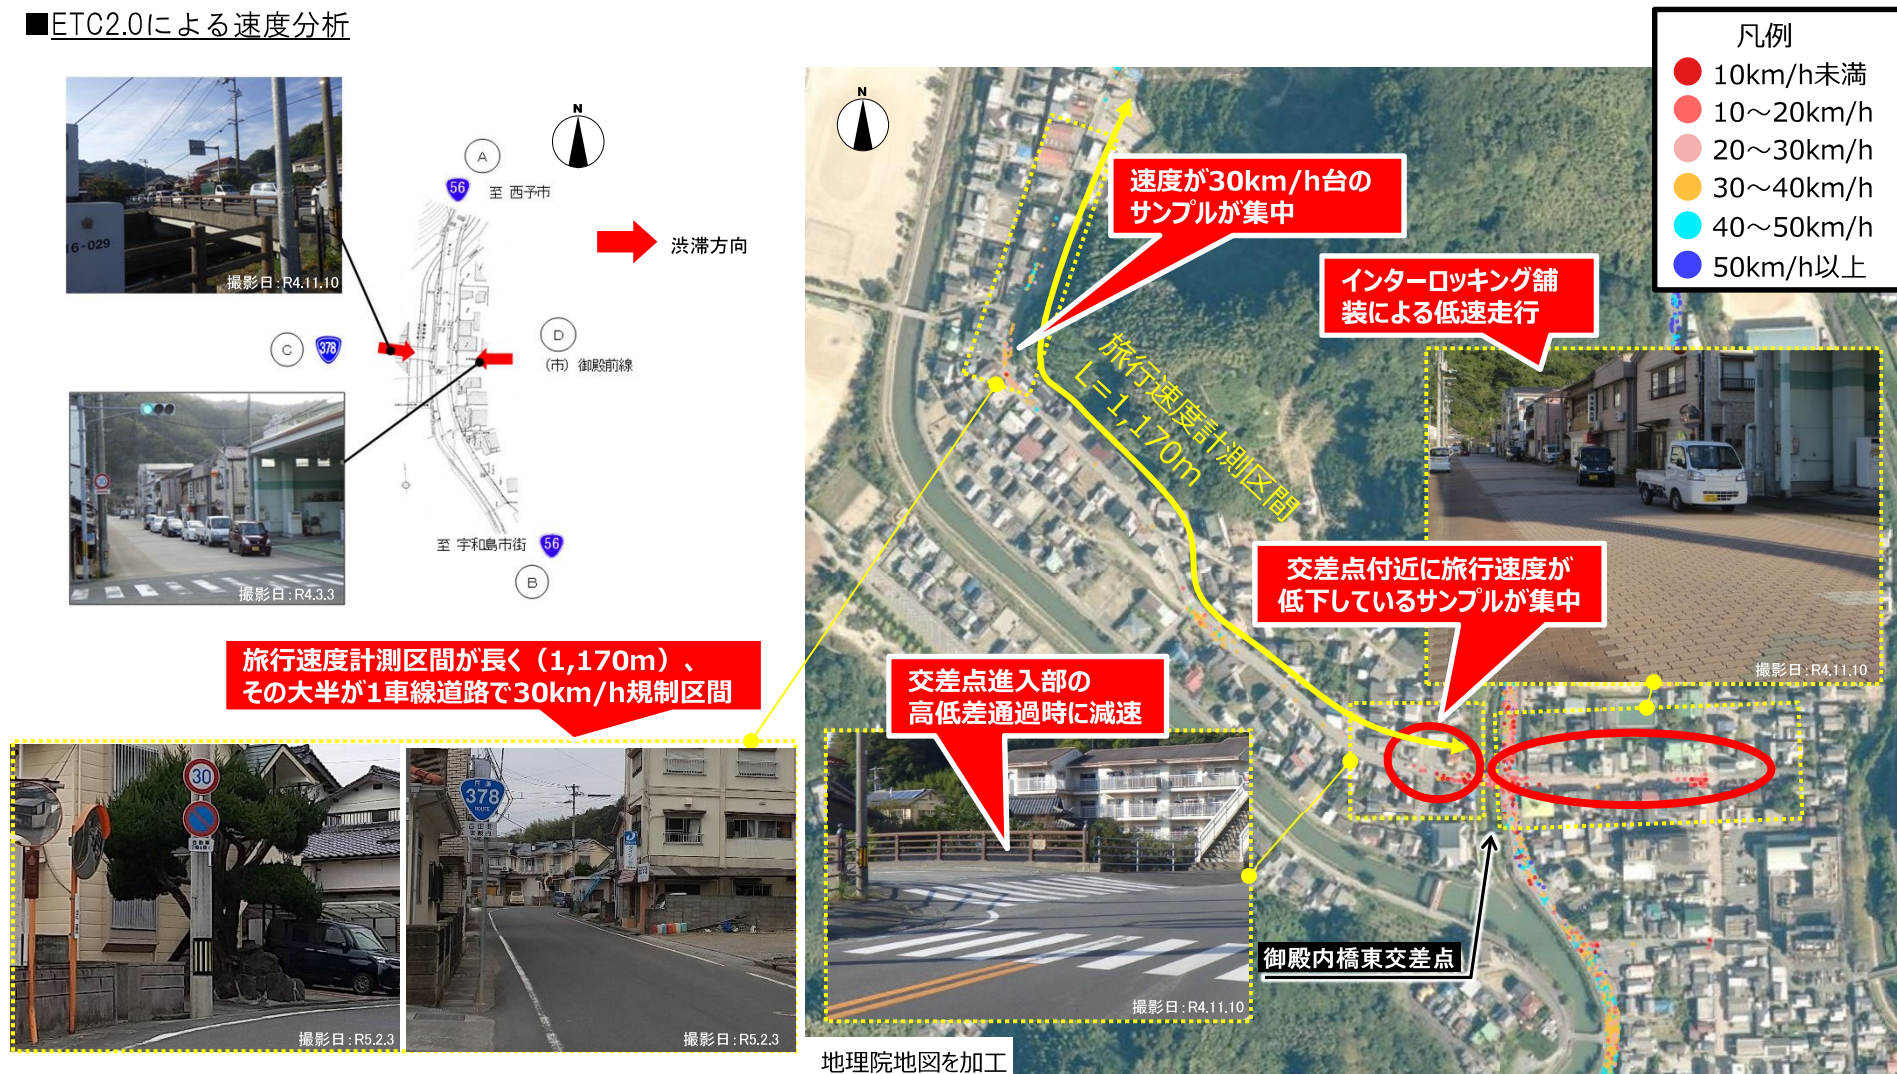 ■ETC2.0による速度分析
16-029
撮影日:R4.11.10
N
A
56
至 西予市
渋滞方向
C
378
D
(市) 御殿前線
撮影日:R4.3.3
至 宇和島市街
56
B
旅行速度計測区間が長く(1,170m)、
その大半が1車線道路で30km/h規制区間
30
撮影日:R5.2.3
378
ROUTE
撮影日:R5.2.3
N
凡例
10km/h未満
10～20km/h
20～30km/h
30～40km/h
40～50km/h
50km/h以上
速度が30km/h台の
サンプルが集中
インターロッキング舗
装による低速走行
旅行速度計測区間
L=1,170m
撮影日:R4.11.10
交差点付近に旅行速度が
低下しているサンプルが集中
交差点進入部の
高低差通過時に減速
撮影日:R4.11.10
御殿内橋東交差点
地理院地図を加工